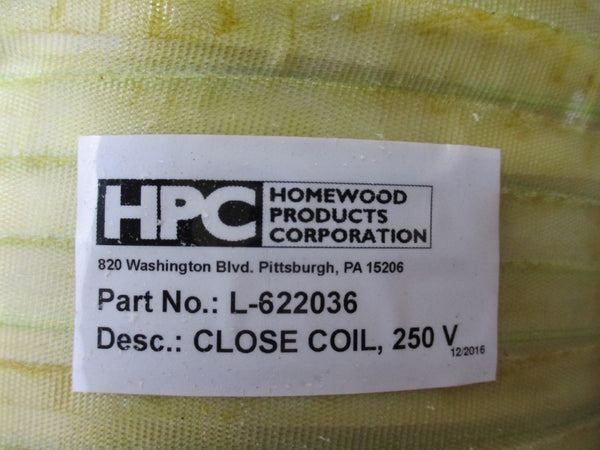 HPC
HOMEWOOD
PRODUCTS
CORPORATION
820 Washington Blvd. Pittsburgh, PA 15206
Part No.: L-622036
Desc.: CLOSE COIL, 250 V
12/2016